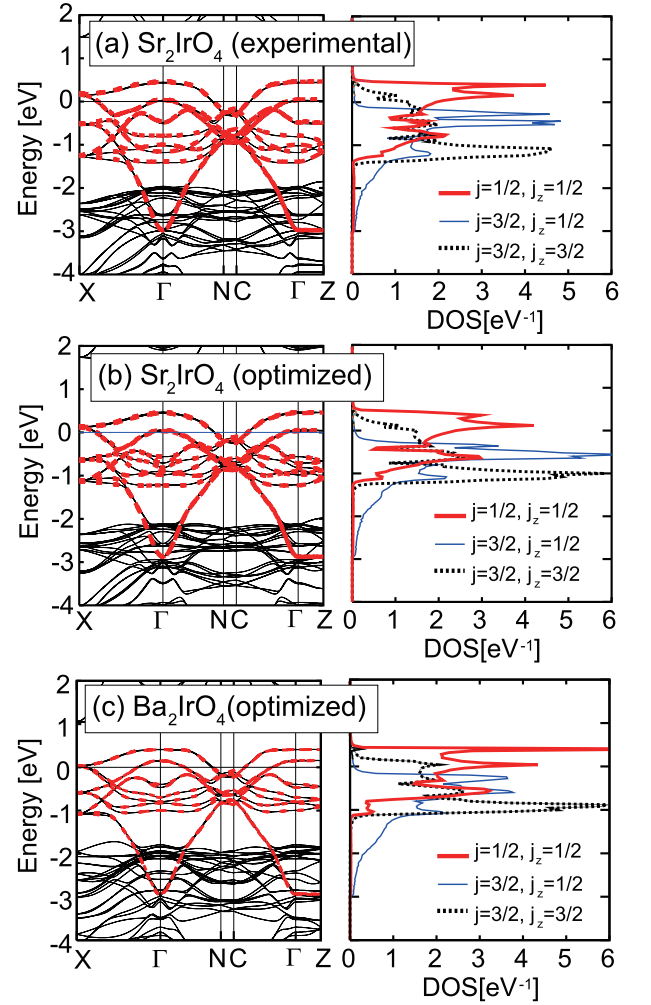 (a) Sr2IrO4 (experimental)
2
1
0
-1
-2
-3
-4
Energy [eV]
X Γ N C Γ Z
j=1/2, jz=1/2
j=3/2, jz=1/2
j=3/2, jz=3/2
0 1 2 3 4 5 6
DOS[eV-1]
(b) Sr2IrO4 (optimized)
2
1
0
-1
-2
-3
-4
Energy [eV]
X Γ N C Γ Z
j=1/2, jz=1/2
j=3/2, jz=1/2
j=3/2, jz=3/2
0 1 2 3 4 5 6
DOS[eV-1]
(c) Ba2IrO4(optimized)
2
1
0
-1
-2
-3
-4
Energy [eV]
X Γ N C Γ Z
j=1/2, jz=1/2
j=3/2, jz=1/2
j=3/2, jz=3/2
0 1 2 3 4 5 6
DOS[eV-1]